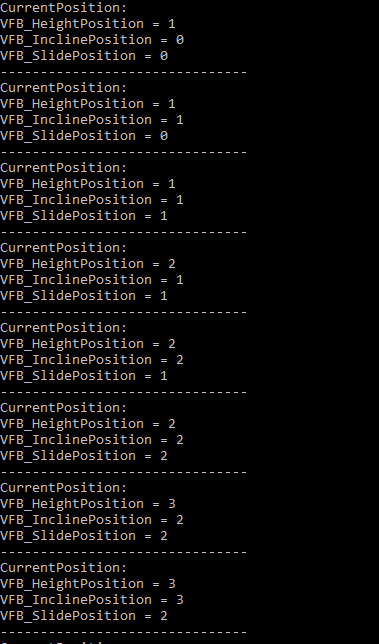 CurrentPosition:
VFB_HeightPosition = 1
VFB_InclinePosition = 0
VFB_SlidePosition = 0
-------------------------------
CurrentPosition:
VFB_HeightPosition = 1
VFB_InclinePosition = 1
VFB_SlidePosition = 0
-------------------------------
CurrentPosition:
VFB_HeightPosition = 1
VFB_InclinePosition = 1
VFB_SlidePosition = 1
-------------------------------
CurrentPosition:
VFB_HeightPosition = 2
VFB_InclinePosition = 1
VFB_SlidePosition = 1
-------------------------------
CurrentPosition:
VFB_HeightPosition = 2
VFB_InclinePosition = 2
VFB_SlidePosition = 1
-------------------------------
CurrentPosition:
VFB_HeightPosition = 2
VFB_InclinePosition = 2
VFB_SlidePosition = 2
-------------------------------
CurrentPosition:
VFB_HeightPosition = 3
VFB_InclinePosition = 2
VFB_SlidePosition = 2
-------------------------------
CurrentPosition:
VFB_HeightPosition = 3
VFB_InclinePosition = 3
VFB_SlidePosition = 2
-------------------------------